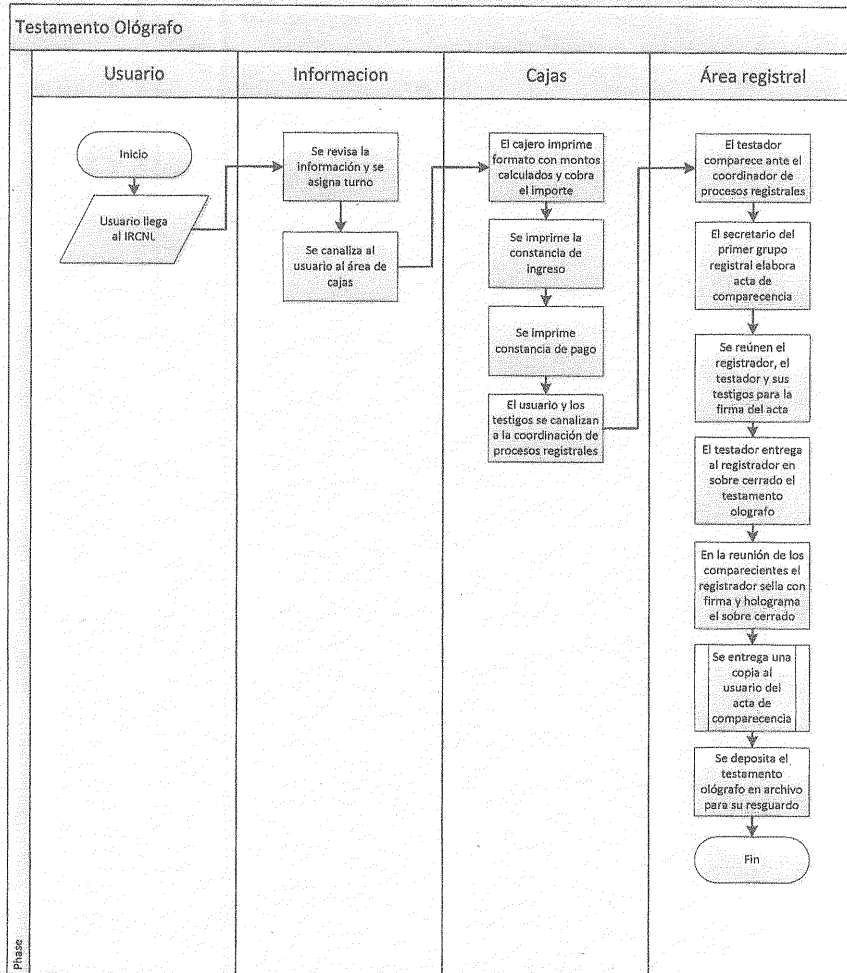 Testamento Ológrafo
Usuario
Informacion
Cajas
Área registral
Inicio
Usuario llega
al IRCNL
Se revisa la
información y se
asigna turno
Se canaliza al
usuario al área de
cajas
El cajero imprime
formato con montos
calculados y cobra
el importe
Se imprime la
constancia de
ingreso
Se imprime
constancia de pago
El usuario y los
testigos se canalizan
a la coordinación de
procesos registrales
El testador
comparece ante el
coordinador de
procesos registrales
El secretario del
primer grupo
registral elabora
acta de
comparecencia
Se reúnen el
registrador, el
testador y sus
testigos para la
firma del acta
El testador entrega
al registrador en
sobre cerrado el
testamento
olografo
En la reunión de los
comparecientes el
registrador sella con
firma y holograma
el sobre cerrado
Se entrega una
copia al
usuario del
acta de
comparecencia
Se deposita el
testamento
ológrafo en archivo
para su resguardo
Fin
Phase